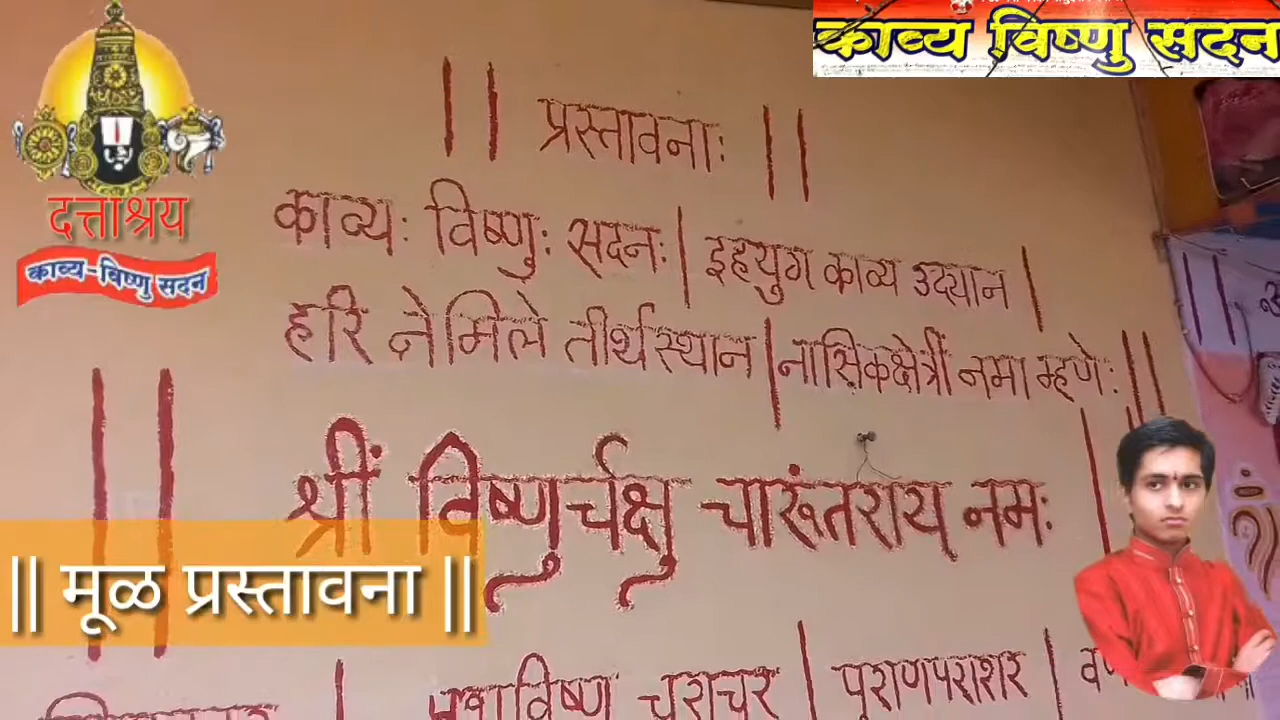 काव्य विष्णु सदन
दत्ताश्रय
काव्य-विष्णु सदन
|| प्रस्तावनाः ||
काव्यः विष्णुः सदनः | इहयुग काव्य उदयान |
हरि नेमिले तीर्थस्थान | नासिकक्षेत्रीं नमा म्हणेः ||
|| श्रीं विष्णुर्चक्षु चारूंतराय नमः |
|| मूळ प्रस्तावना ||
चराचर | पूराणपराशर |